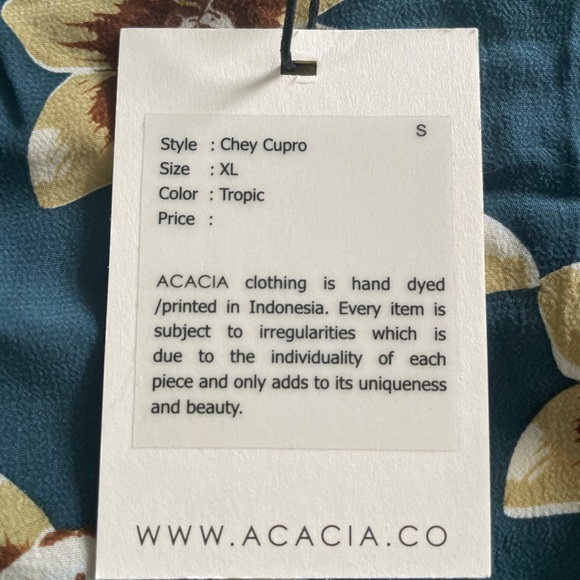 S
Style : Chey Cupro
Size : XL
Color : Tropic
Price :
ACACIA clothing is hand dyed
/printed in Indonesia. Every item is
subject to irregularities which is
due to the individuality of each
piece and only adds to its uniqueness
and beauty.
WWW.ACACIA.CO